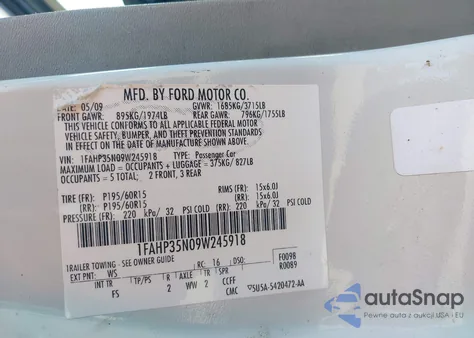 MFD. BY FORD MOTOR CO.
DATE: 05/09 GVWR: 1685KG/3715LB
FRONT GAWR: 895KG/1974LB REAR GAWR: 796KG/1755LB
THIS VEHICLE CONFORMS TO ALL APPLICABLE FEDERAL MOTOR
VEHICLE SAFETY, BUMPER, AND THEFT PREVENTION STANDARDS
IN EFFECT ON THE DATE OF MANUFACTURE SHOWN ABOVE.
VIN: 1FAHP35N09W245918 TYPE: Passenger Car
MAXIMUM LOAD = OCCUPANTS + LUGGAGE = 375KG/ 827LB
OCCUPANTS = 5 TOTAL: 2 FRONT, 3 REAR
TIRE (FR): P195/60R15 RIMS (FR): 15x6.0J
(RR): P195/60R15 (RR): 15x6.0J
PRESSURE (FR): 220 kPa/ 32 PSI COLD (RR): 220 kPa/ 32 PSI COLD
1FAHP35N09W245918
TRAILER TOWING - SEE OWNER GUIDE F0098
EXT PNT: WS RC: 16 DSO: R0089
INT TR TP/PS R AXLE TR SPR
FS 2 WW 2 CCFF
CMC 5U5A-5420472-AA
autoSnap
Pewne auta z aukcji USA i EU